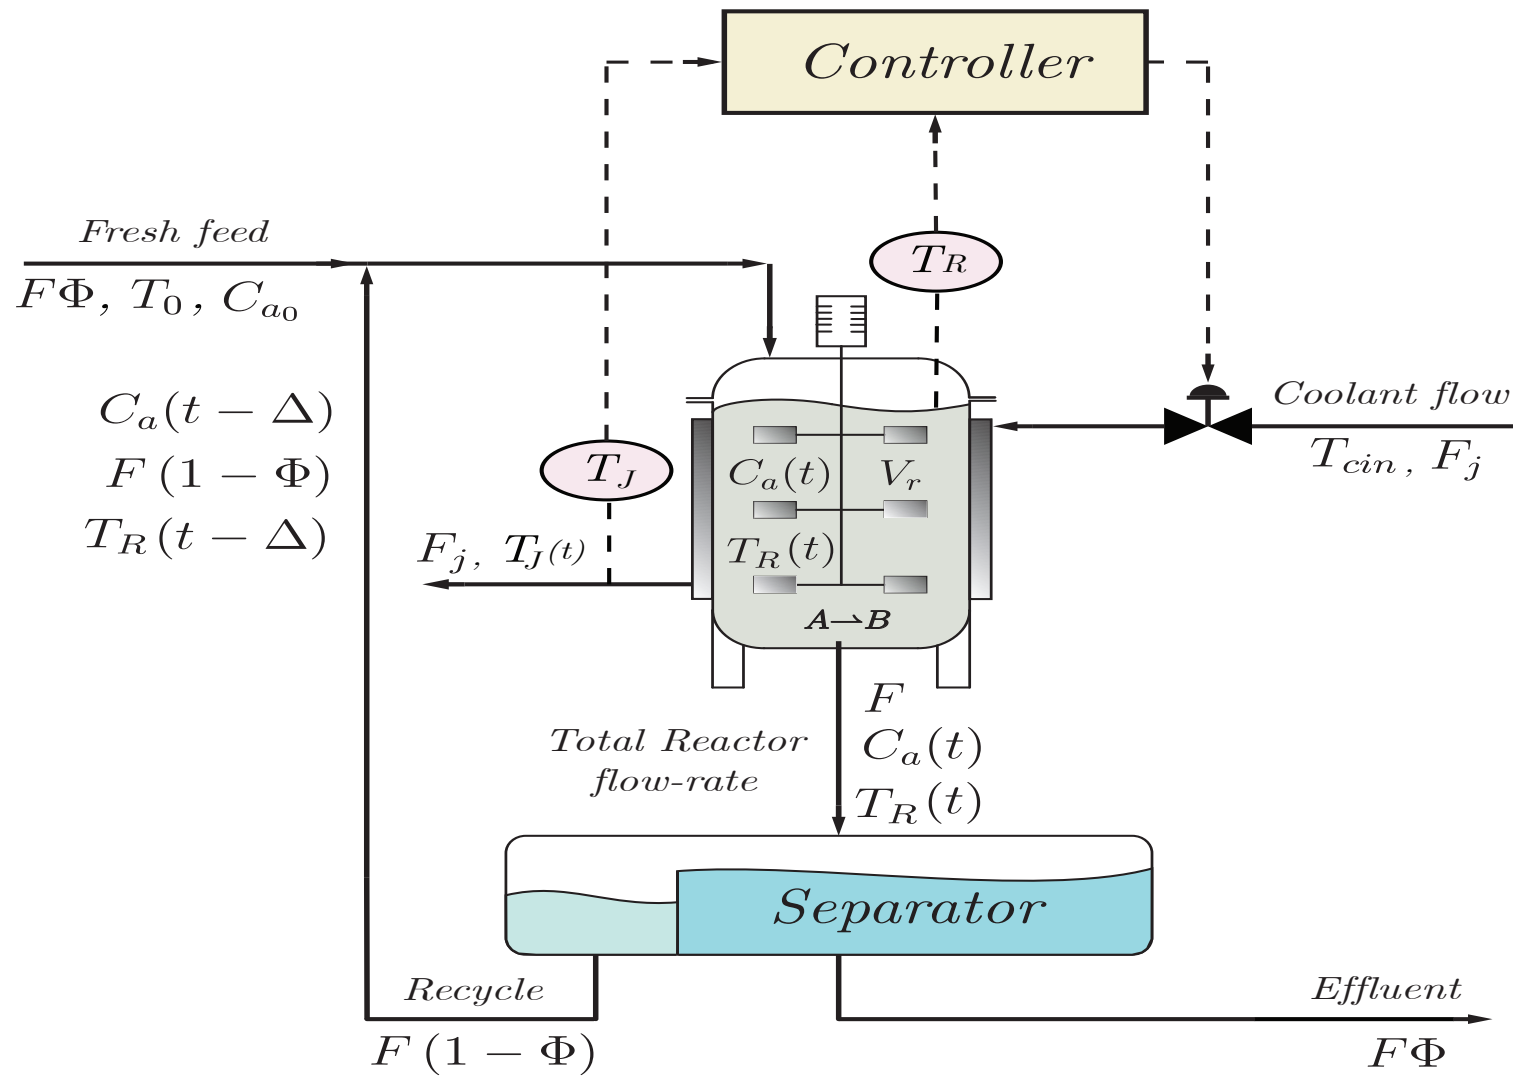 Controller
Fresh feed
FΦ, T₀, Cₐ₀
T_R
Cₐ(t − Δ)
F (1 − Φ)
T_R(t − Δ)
T_J
F_j, T_J(t)
Cₐ(t) V_r
T_R(t)
A⇀B
Coolant flow
T_cin, F_j
F
Cₐ(t)
T_R(t)
Total Reactor
flow-rate
Separator
Recycle
F (1 − Φ)
Effluent
FΦ